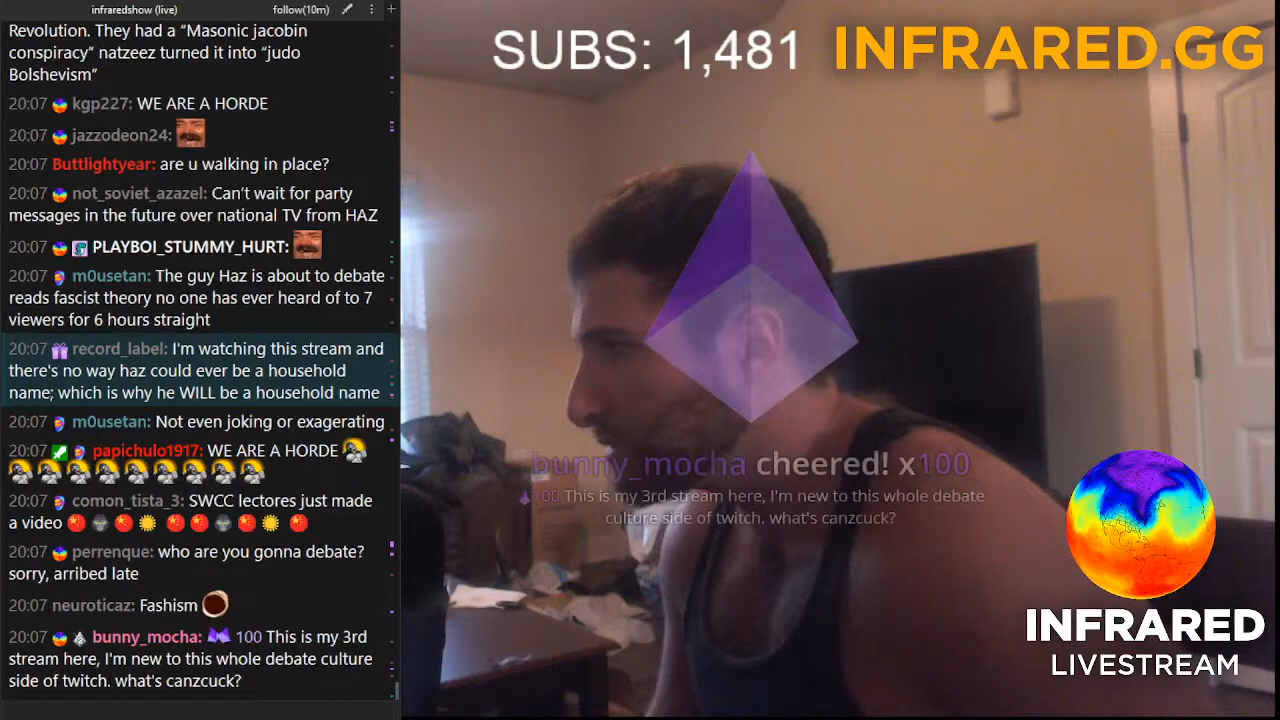 infraredshow (live)
follow(10m)
Revolution. They had a “Masonic jacobin
conspiracy” natzeez turned it into “judo
Bolshevism”
20:07 kgp227: WE ARE A HORDE
20:07 jazzodeon24:
20:07 Buttlightyear: are u walking in place?
20:07 not_soviet_azazel: Can’t wait for party
messages in the future over national TV from HAZ
20:07 PLAYBOI_STUMMY_HURT:
20:07 m0usetan: The guy Haz is about to debate
reads fascist theory no one has ever heard of to 7
viewers for 6 hours straight
20:07 record_label: I'm watching this stream and
there's no way haz could ever be a household
name; which is why he WILL be a household name
20:07 m0usetan: Not even joking or exagerating
20:07 papichulo1917: WE ARE A HORDE
20:07 comon_tista_3: SWCC lectores just made
a video
20:07 perrenque: who are you gonna debate?
sorry, arribed late
20:07 neuroticaz: Fashism
20:07 bunny_mocha: 100 This is my 3rd
stream here, I'm new to this whole debate culture
side of twitch. what's canzcuck?
SUBS: 1,481
INFRARED.GG
bunny_mocha cheered! x100
100 This is my 3rd stream here, I'm new to this whole debate
culture side of twitch. what's canzcuck?
INFRARED
LIVESTREAM